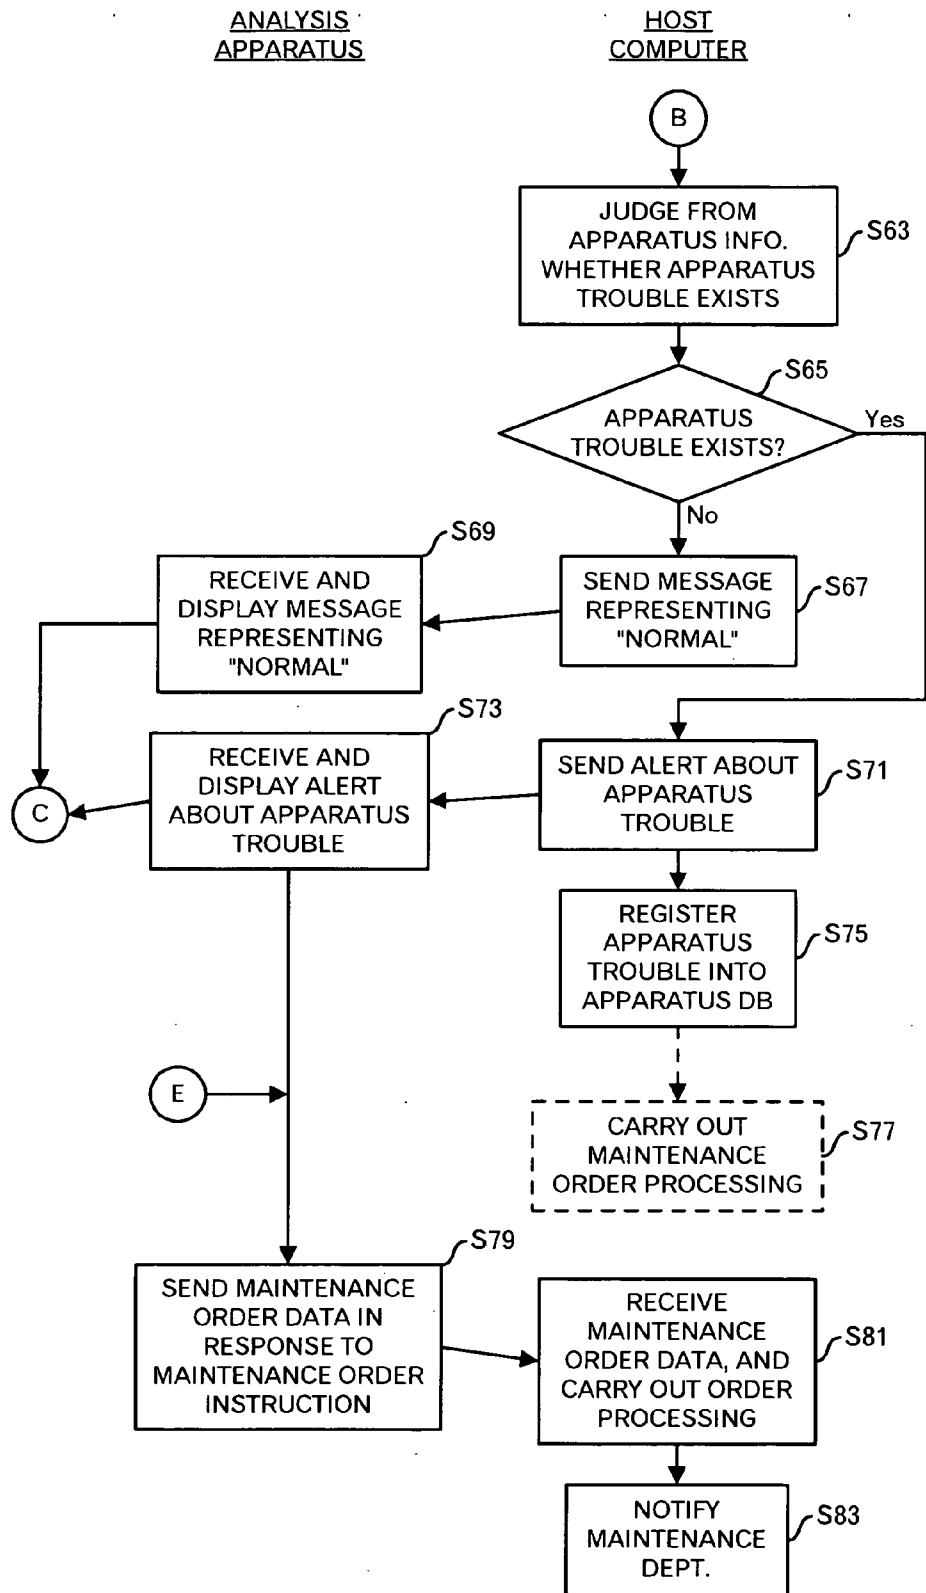 ANALYSIS
APPARATUS
HOST
COMPUTER
B
JUDGE FROM
APPARATUS INFO.
WHETHER APPARATUS
TROUBLE EXISTS
S63
S65
APPARATUS
TROUBLE EXISTS?
Yes
No
S69
RECEIVE AND
DISPLAY MESSAGE
REPRESENTING
"NORMAL"
SEND MESSAGE
REPRESENTING
"NORMAL"
S67
S73
RECEIVE AND
DISPLAY ALERT
ABOUT APPARATUS
TROUBLE
SEND ALERT ABOUT
APPARATUS
TROUBLE
S71
C
REGISTER
APPARATUS
TROUBLE INTO
APPARATUS DB
S75
E
CARRY OUT
MAINTENANCE
ORDER PROCESSING
S77
S79
SEND MAINTENANCE
ORDER DATA IN
RESPONSE TO
MAINTENANCE ORDER
INSTRUCTION
RECEIVE
MAINTENANCE
ORDER DATA, AND
CARRY OUT ORDER
PROCESSING
S81
NOTIFY
MAINTENANCE
DEPT.
S83